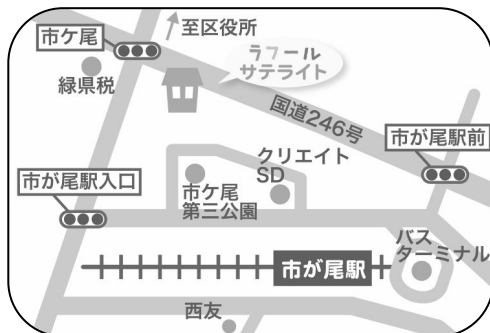 至区役所
市ケ尾
ラフール
サテライト
緑県税
国道246号
市が尾駅前
クリエイト
SD
市が尾駅入口
市ケ尾
第三公園
バス
ターミナル
市が尾駅
西友